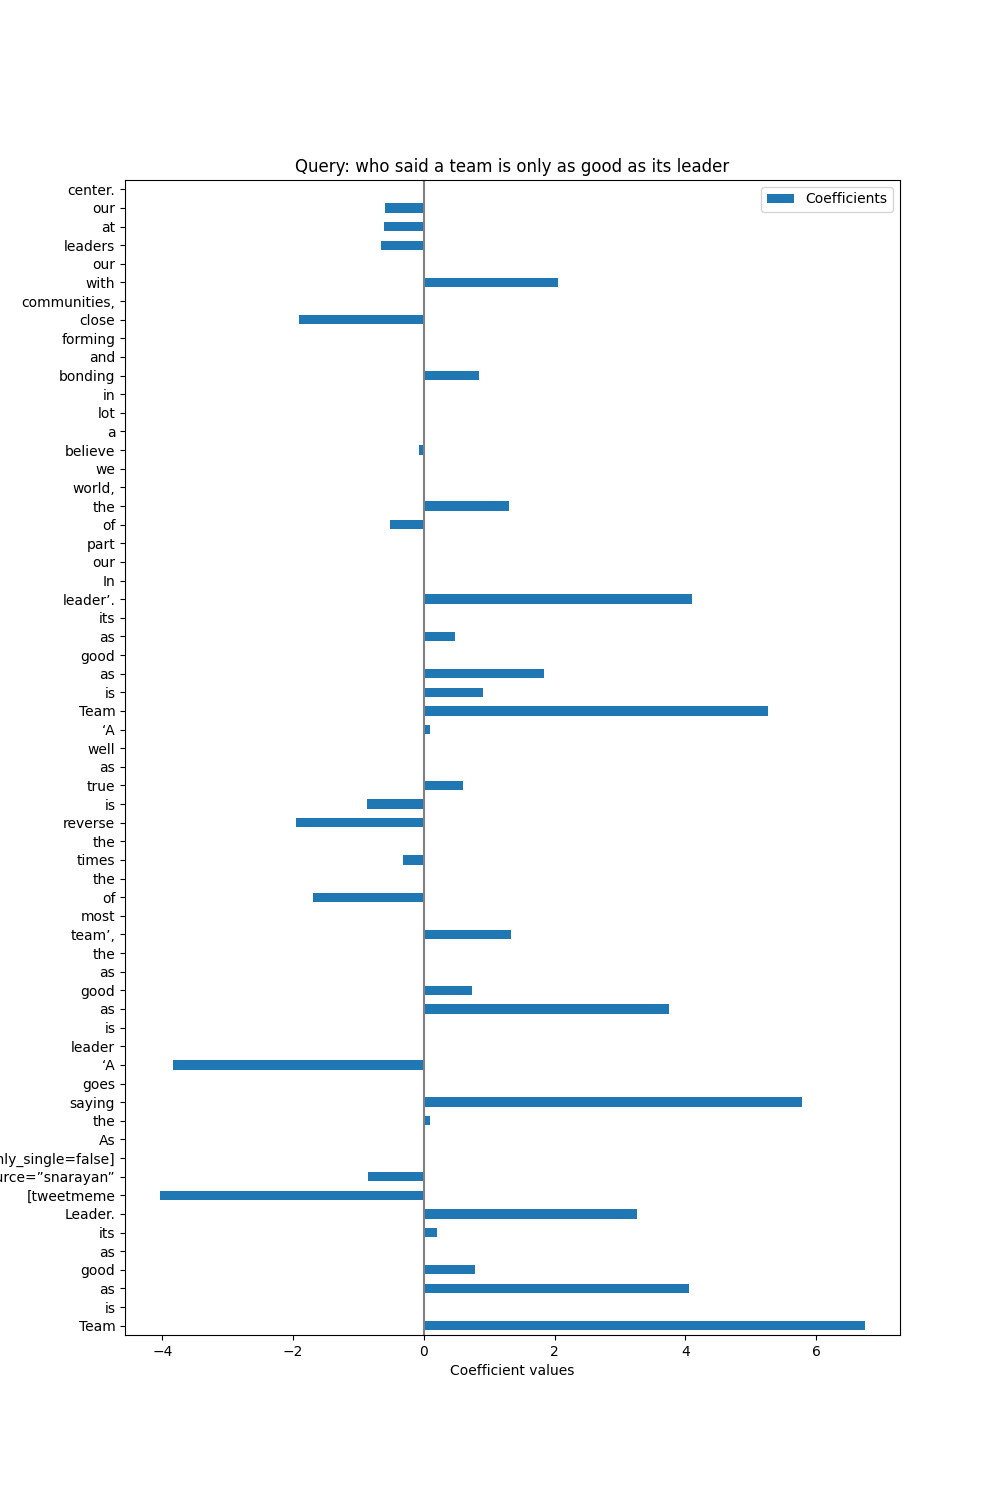 Query: who said a team is only as good as its leader
Coefficients
center.
our
at
leaders
our
with
communities,
close
forming
and
bonding
in
lot
a
believe
we
world,
the
of
part
our
In
leader’.
its
as
good
as
is
Team
‘A
well
as
true
is
reverse
the
times
the
of
most
team’,
the
as
good
as
is
leader
‘A
goes
saying
the
As
nly_single=false]
urce=”snarayan”
[tweetmeme
Leader.
its
as
good
as
is
Team
−4 −2 0 2 4 6
Coefficient values